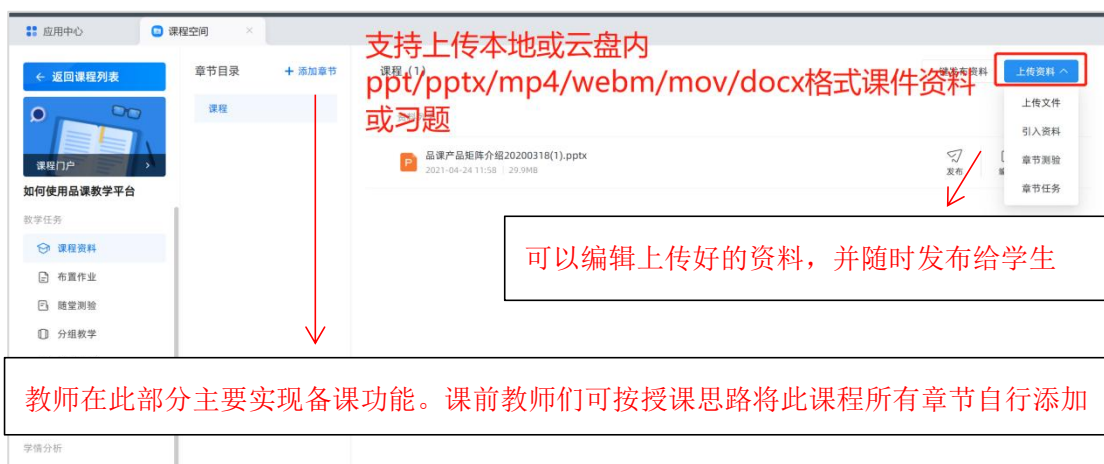 应用中心
课程空间
×
支持上传本地或云盘内
ppt/pptx/mp4/webm/mov/docx格式课件资料
或习题
← 返回课程列表
章节目录
+ 添加章节
课程 (1)
发布资料
上传资料
上传文件
引入资料
章节测验
章节任务
课程
课程门户
如何使用品课教学平台
P
品课产品矩阵介绍20200318(1).pptx
2021-04-24 11:58 | 29.9MB
发布
可以编辑上传好的资料，并随时发布给学生
教学任务
课程资料
布置作业
随堂测验
分组教学
教师在此部分主要实现备课功能。课前教师们可按授课思路将此课程所有章节自行添加
学情分析